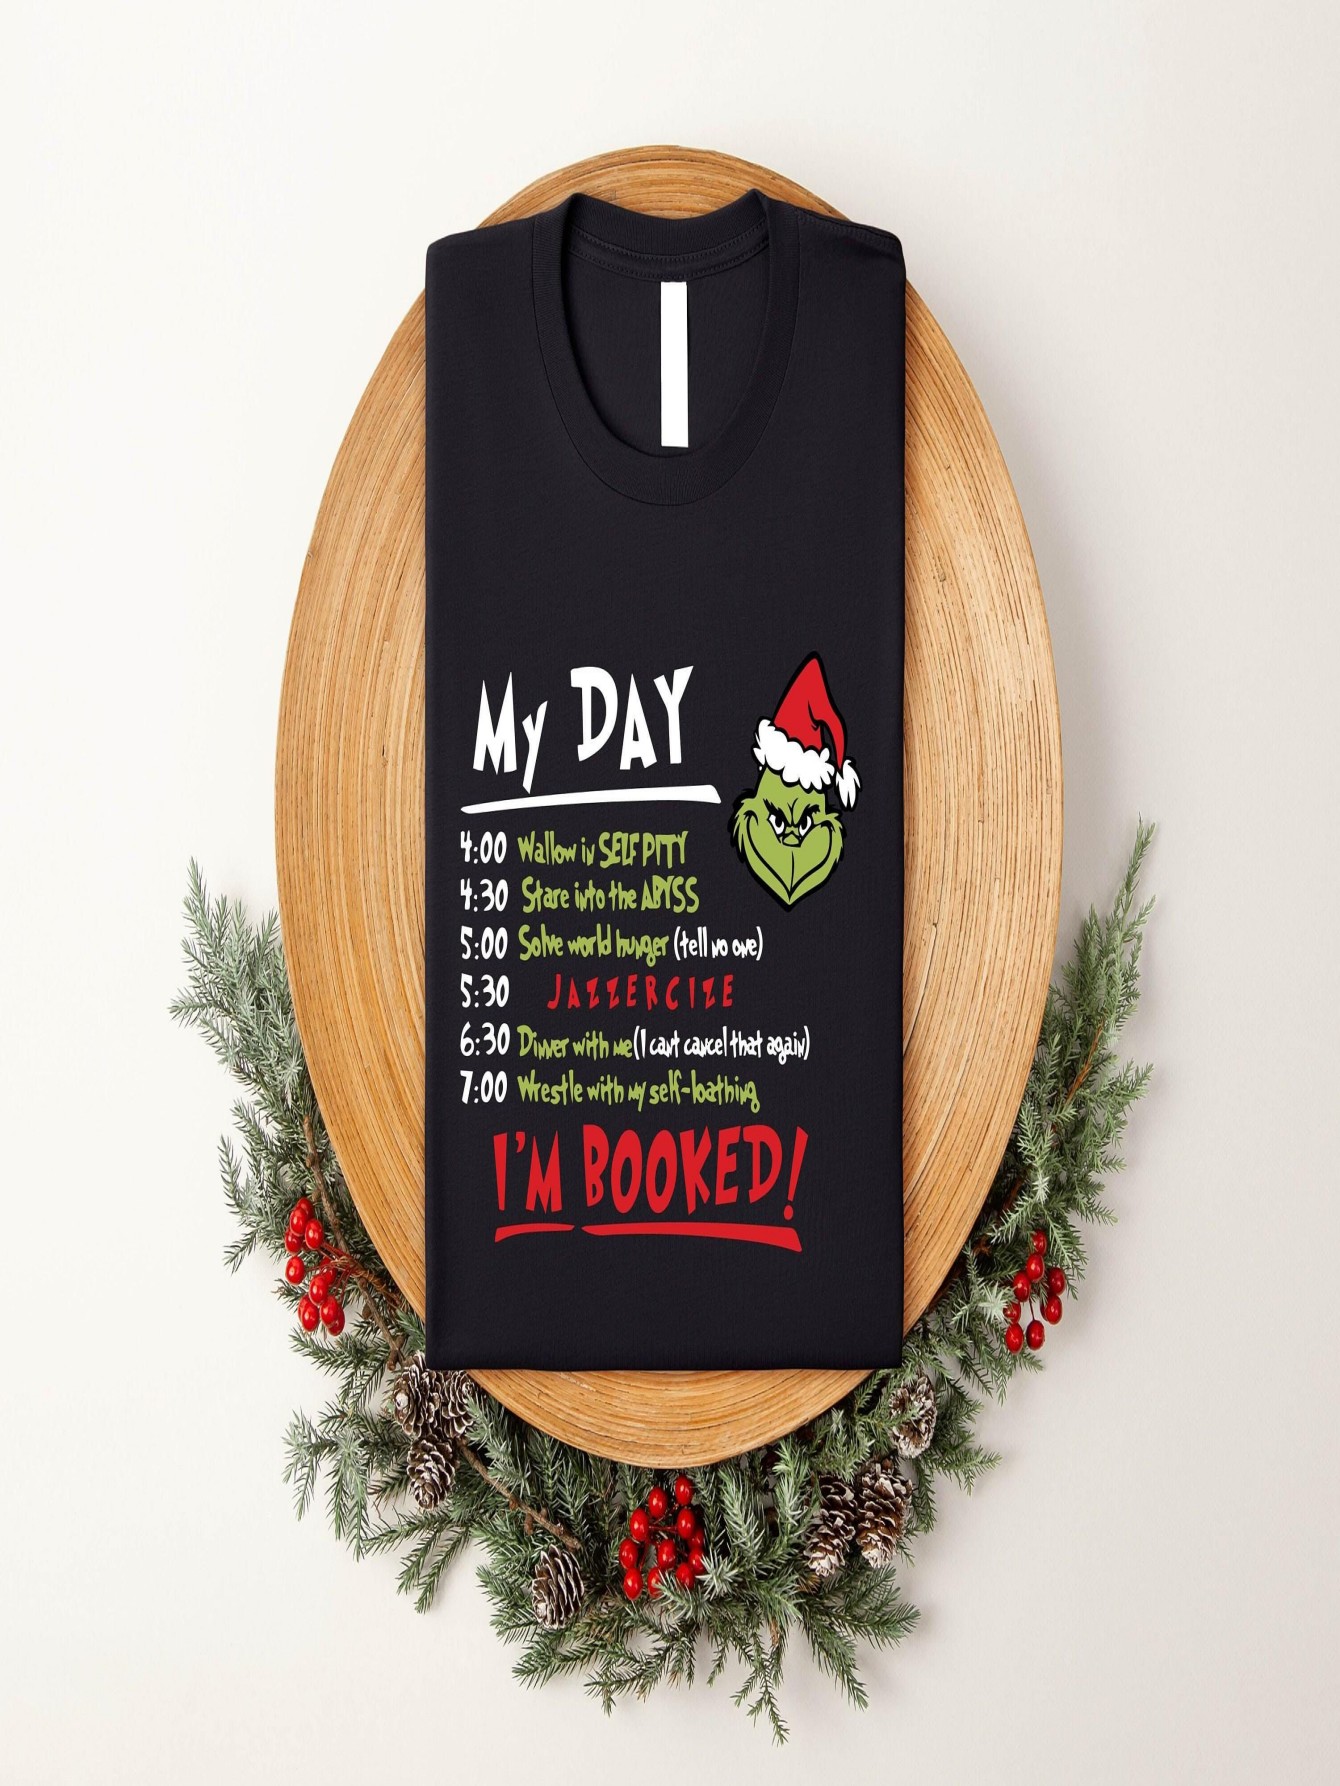 My DAY
4:00 Wallow in SELF PITY
4:30 Stare into the ABYSS
5:00 Solve world hunger (tell no one)
5:30 JAZZERCIZE
6:30 Dinner with me (I cant cancel that again)
7:00 Wrestle with my self-loathing
I'M BOOKED!